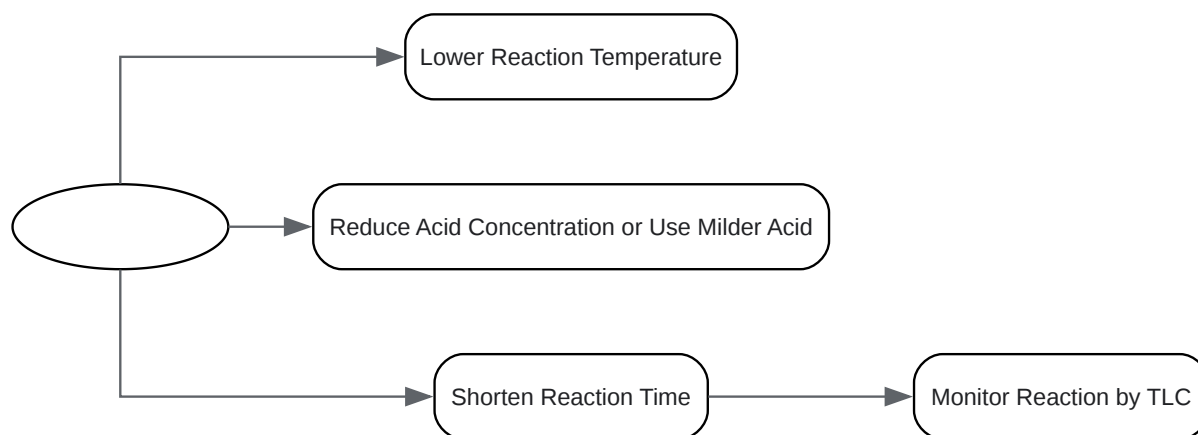 Lower Reaction Temperature
Reduce Acid Concentration or Use Milder Acid
Shorten Reaction Time
Monitor Reaction by TLC